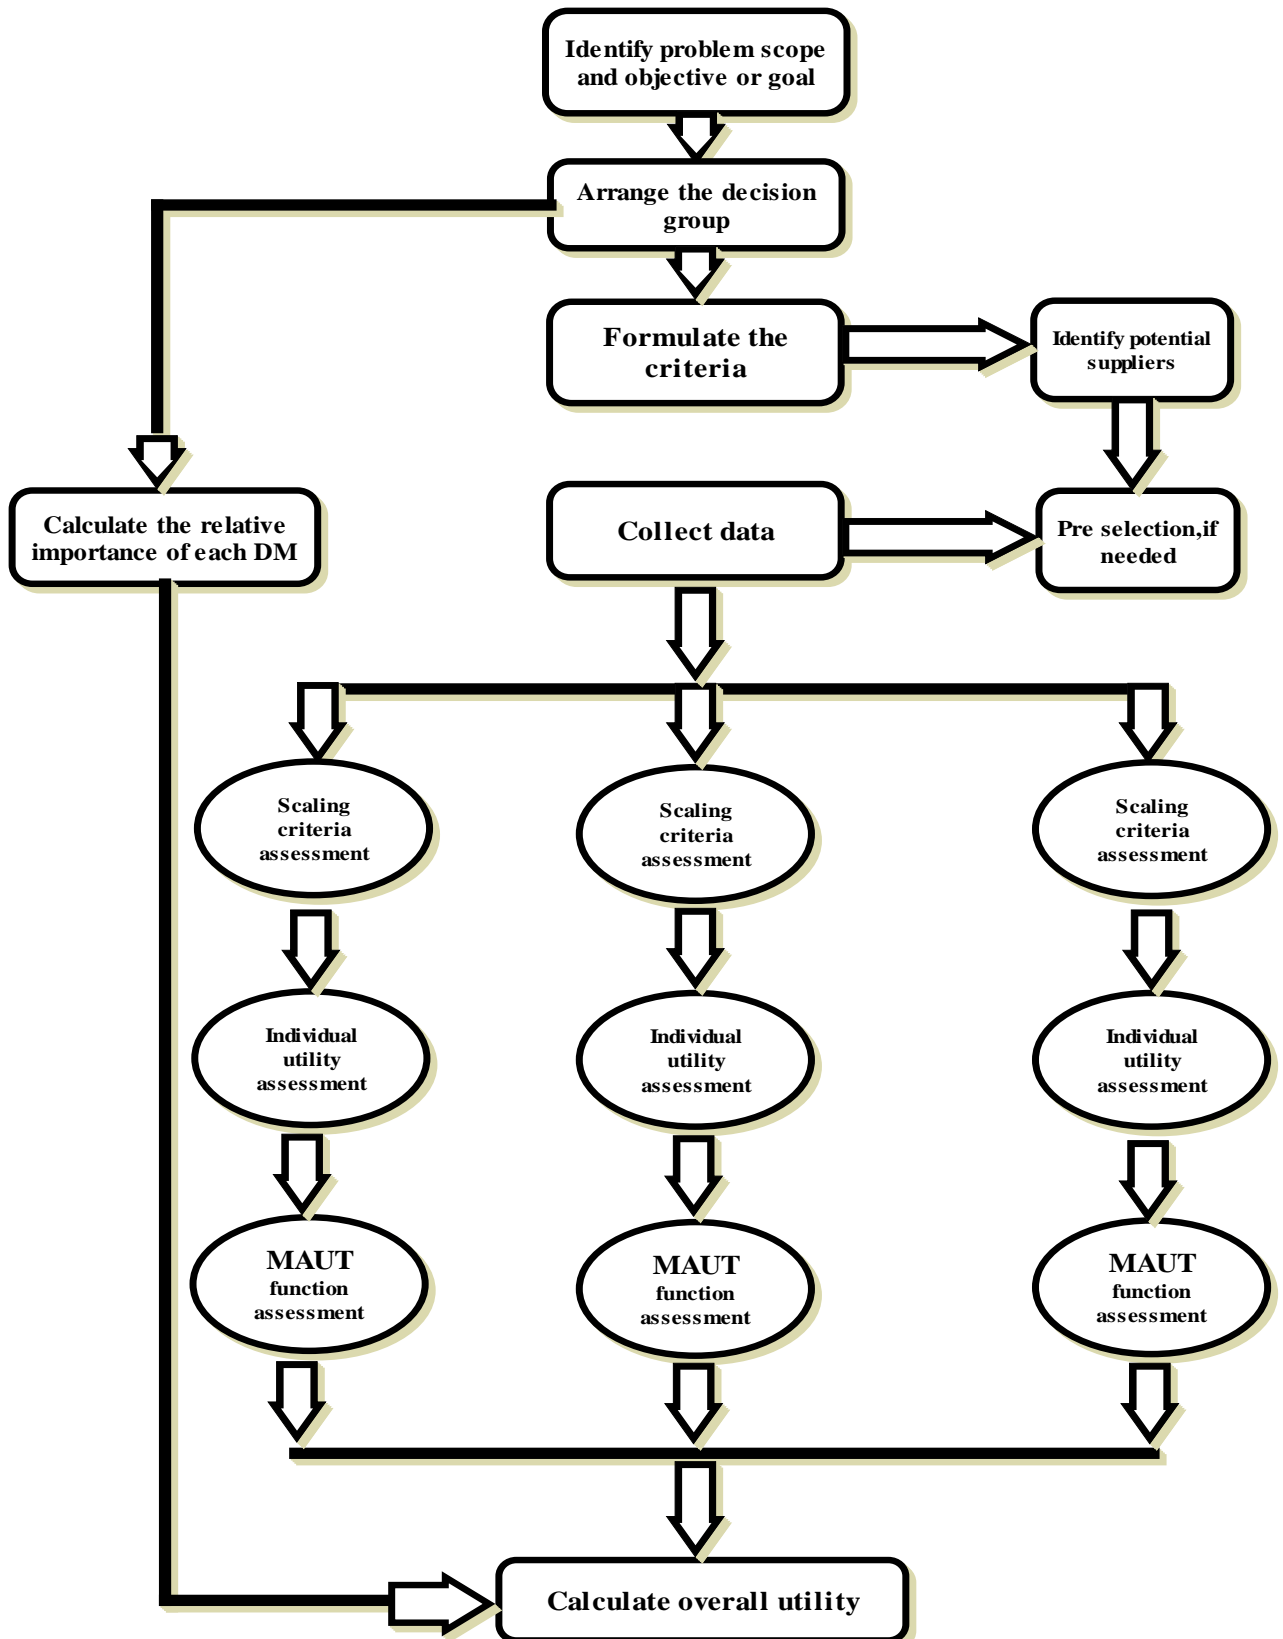 Identify problem scope
and objective or goal
Arrange the decision
group
Formulate the
criteria
Identify potential
suppliers
Calculate the relative
importance of each DM
Collect data
Pre selection,if
needed
Scaling
criteria
assessment
Scaling
criteria
assessment
Scaling
criteria
assessment
Individual
utility
assessment
Individual
utility
assessment
Individual
utility
assessment
MAUT
function
assessment
MAUT
function
assessment
MAUT
function
assessment
Calculate overall utility